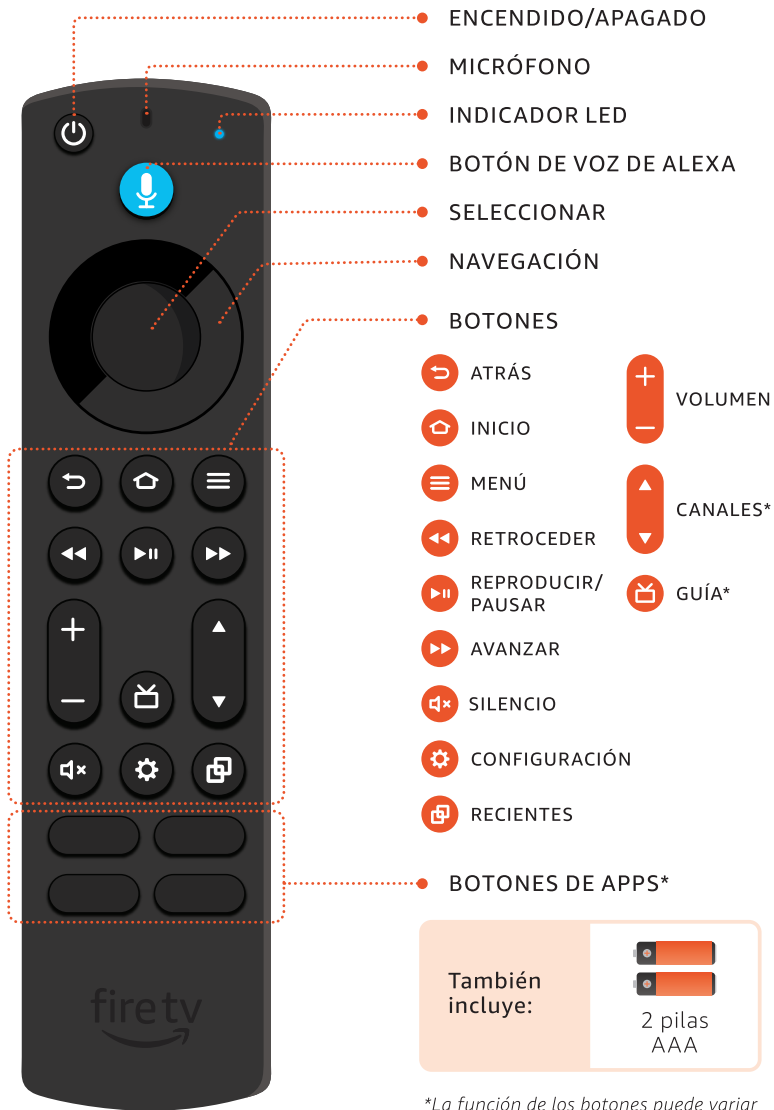 ENCENDIDO/APAGADO
MICRÓFONO
INDICADOR LED
BOTÓN DE VOZ DE ALEXA
SELECCIONAR
NAVEGACIÓN
BOTONES
ATRÁS
INICIO
MENÚ
RETROCEDER
REPRODUCIR/
PAUSAR
AVANZAR
SILENCIO
CONFIGURACIÓN
RECIENTES
VOLUMEN
CANALES*
GUÍA*
BOTONES DE APPS*
fire tv
También
incluye:
2 pilas
AAA
*La función de los botones puede variar